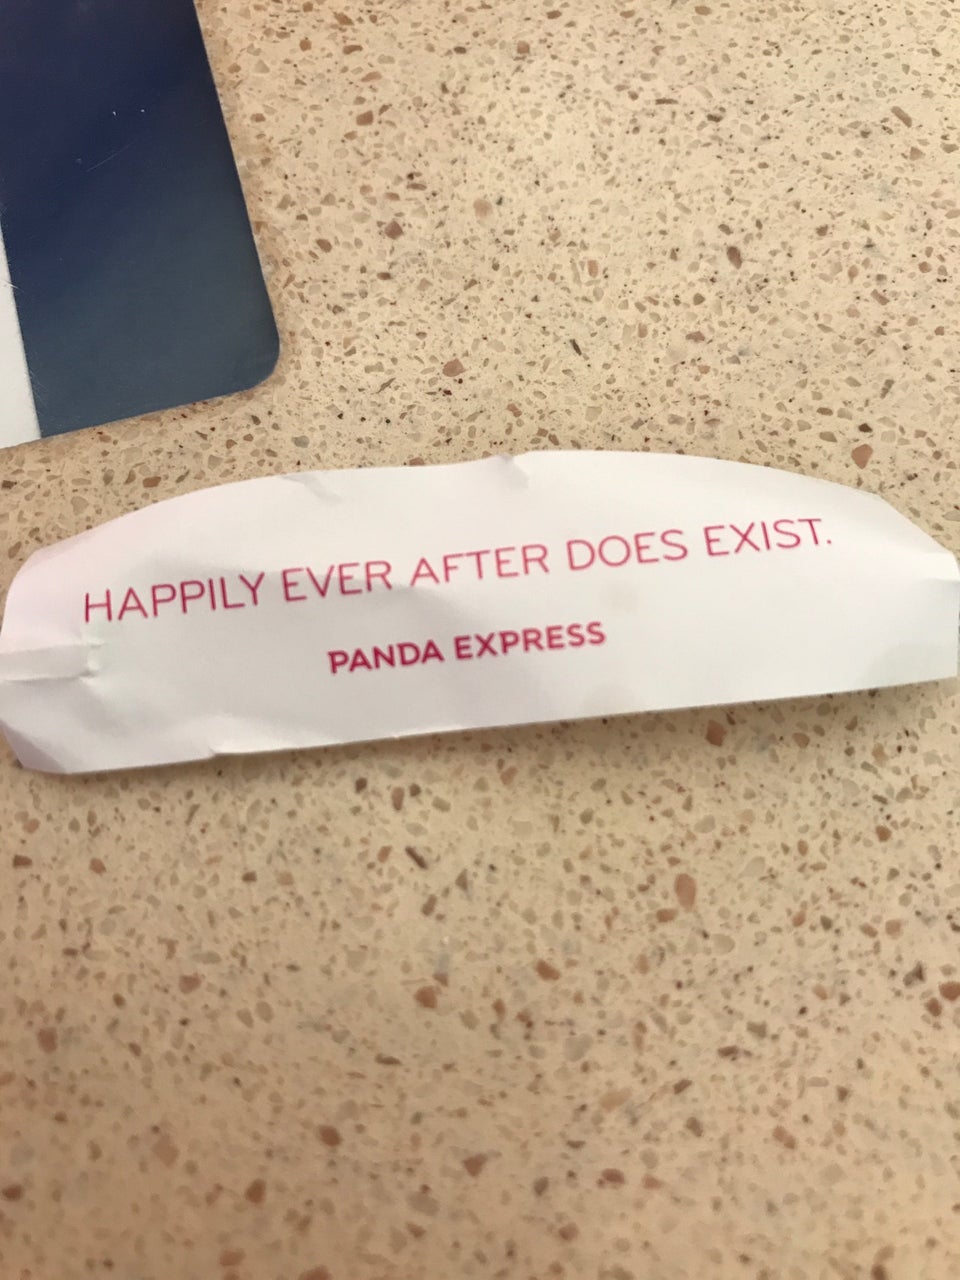 HAPPILY EVER AFTER DOES EXIST.
PANDA EXPRESS